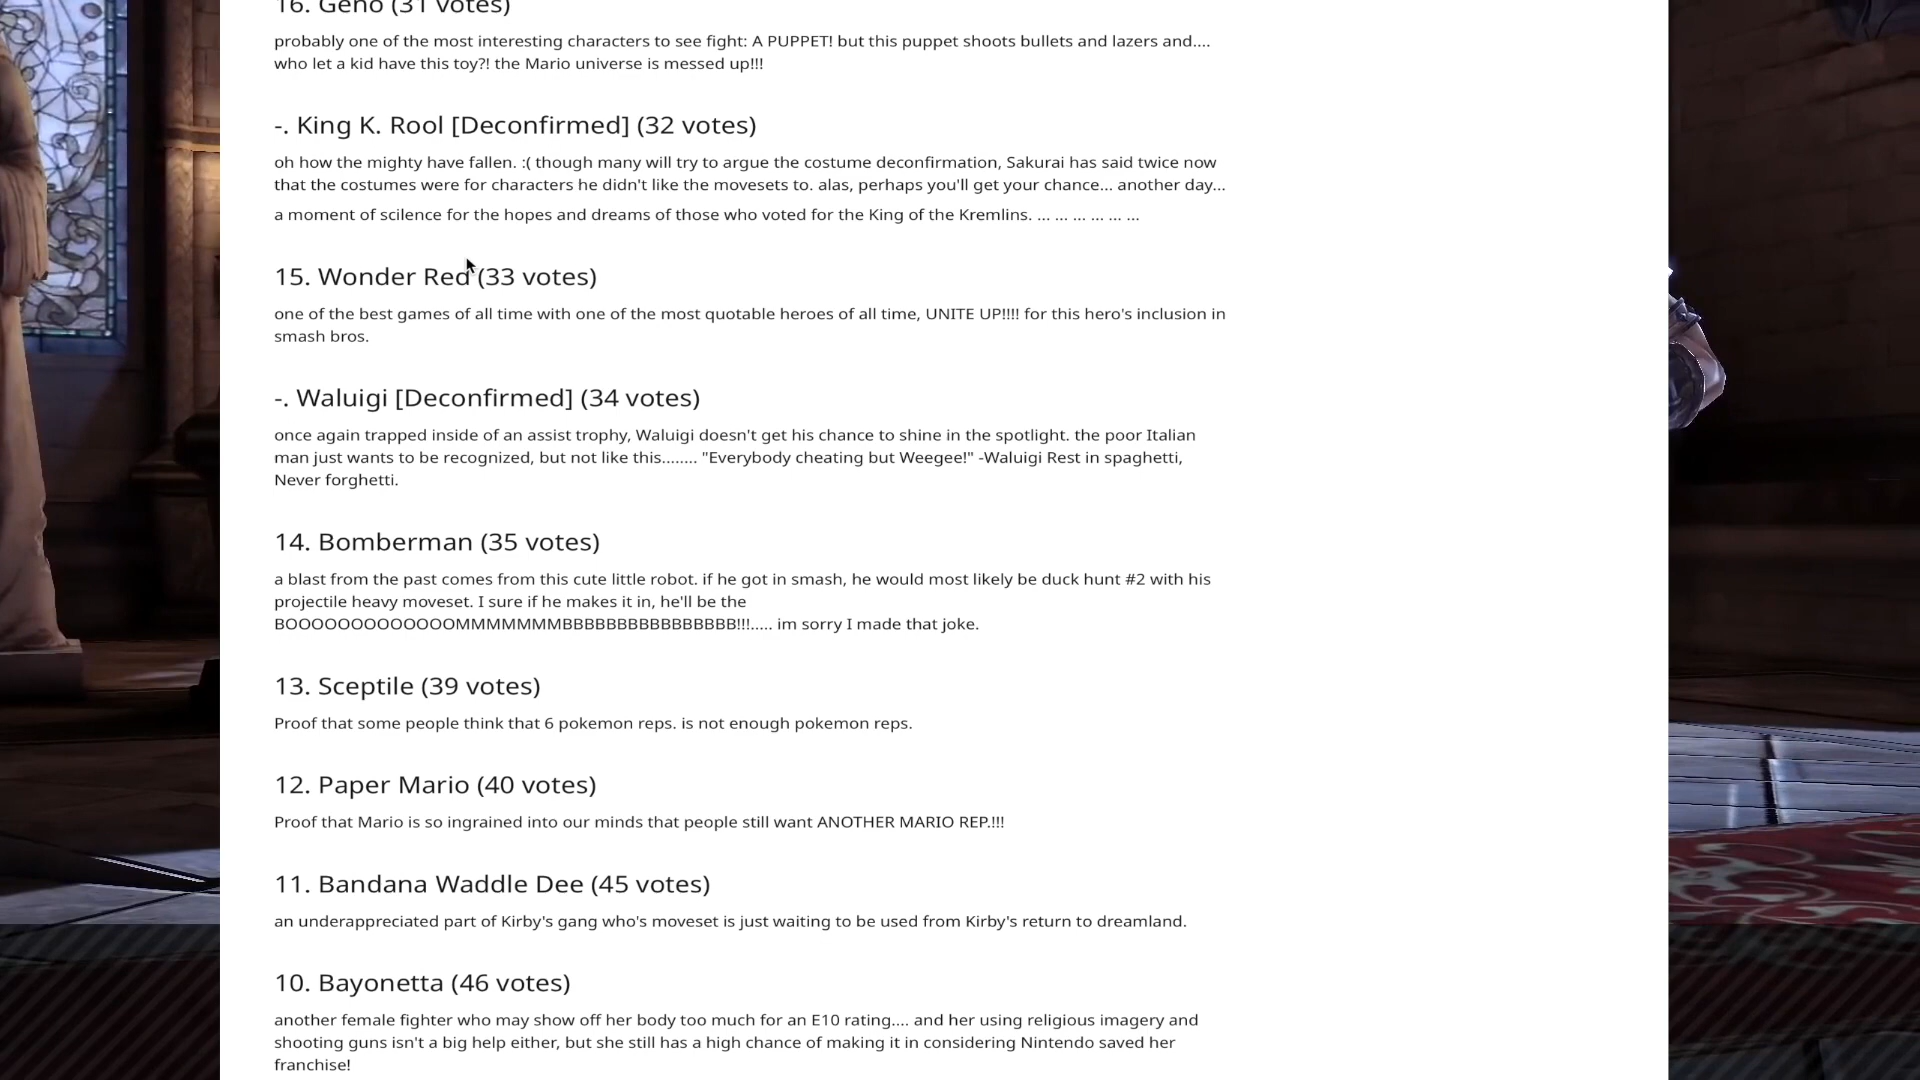 16. Geno (31 votes)
probably one of the most interesting characters to see fight: A PUPPET! but this puppet shoots bullets and lazers and....
who let a kid have this toy?! the Mario universe is messed up!!!
-. King K. Rool [Deconfirmed] (32 votes)
oh how the mighty have fallen. :( though many will try to argue the costume deconfirmation, Sakurai has said twice now
that the costumes were for characters he didn't like the movesets to. alas, perhaps you'll get your chance... another day...
a moment of scilence for the hopes and dreams of those who voted for the King of the Kremlins. ... ... ... ... ... ...
15. Wonder Red (33 votes)
one of the best games of all time with one of the most quotable heroes of all time, UNITE UP!!!! for this hero's inclusion in
smash bros.
-. Waluigi [Deconfirmed] (34 votes)
once again trapped inside of an assist trophy, Waluigi doesn't get his chance to shine in the spotlight. the poor Italian
man just wants to be recognized, but not like this........ "Everybody cheating but Weegee!" -Waluigi Rest in spaghetti,
Never forghetti.
14. Bomberman (35 votes)
a blast from the past comes from this cute little robot. if he got in smash, he would most likely be duck hunt #2 with his
projectile heavy moveset. I sure if he makes it in, he'll be the
BOOOOOOOOOOOOOMMMMMMMBBBBBBBBBBBBBBBB!!!..... im sorry I made that joke.
13. Sceptile (39 votes)
Proof that some people think that 6 pokemon reps. is not enough pokemon reps.
12. Paper Mario (40 votes)
Proof that Mario is so ingrained into our minds that people still want ANOTHER MARIO REP.!!!
11. Bandana Waddle Dee (45 votes)
an underappreciated part of Kirby's gang who's moveset is just waiting to be used from Kirby's return to dreamland.
10. Bayonetta (46 votes)
another female fighter who may show off her body too much for an E10 rating.... and her using religious imagery and
shooting guns isn't a big help either, but she still has a high chance of making it in considering Nintendo saved her
franchise!